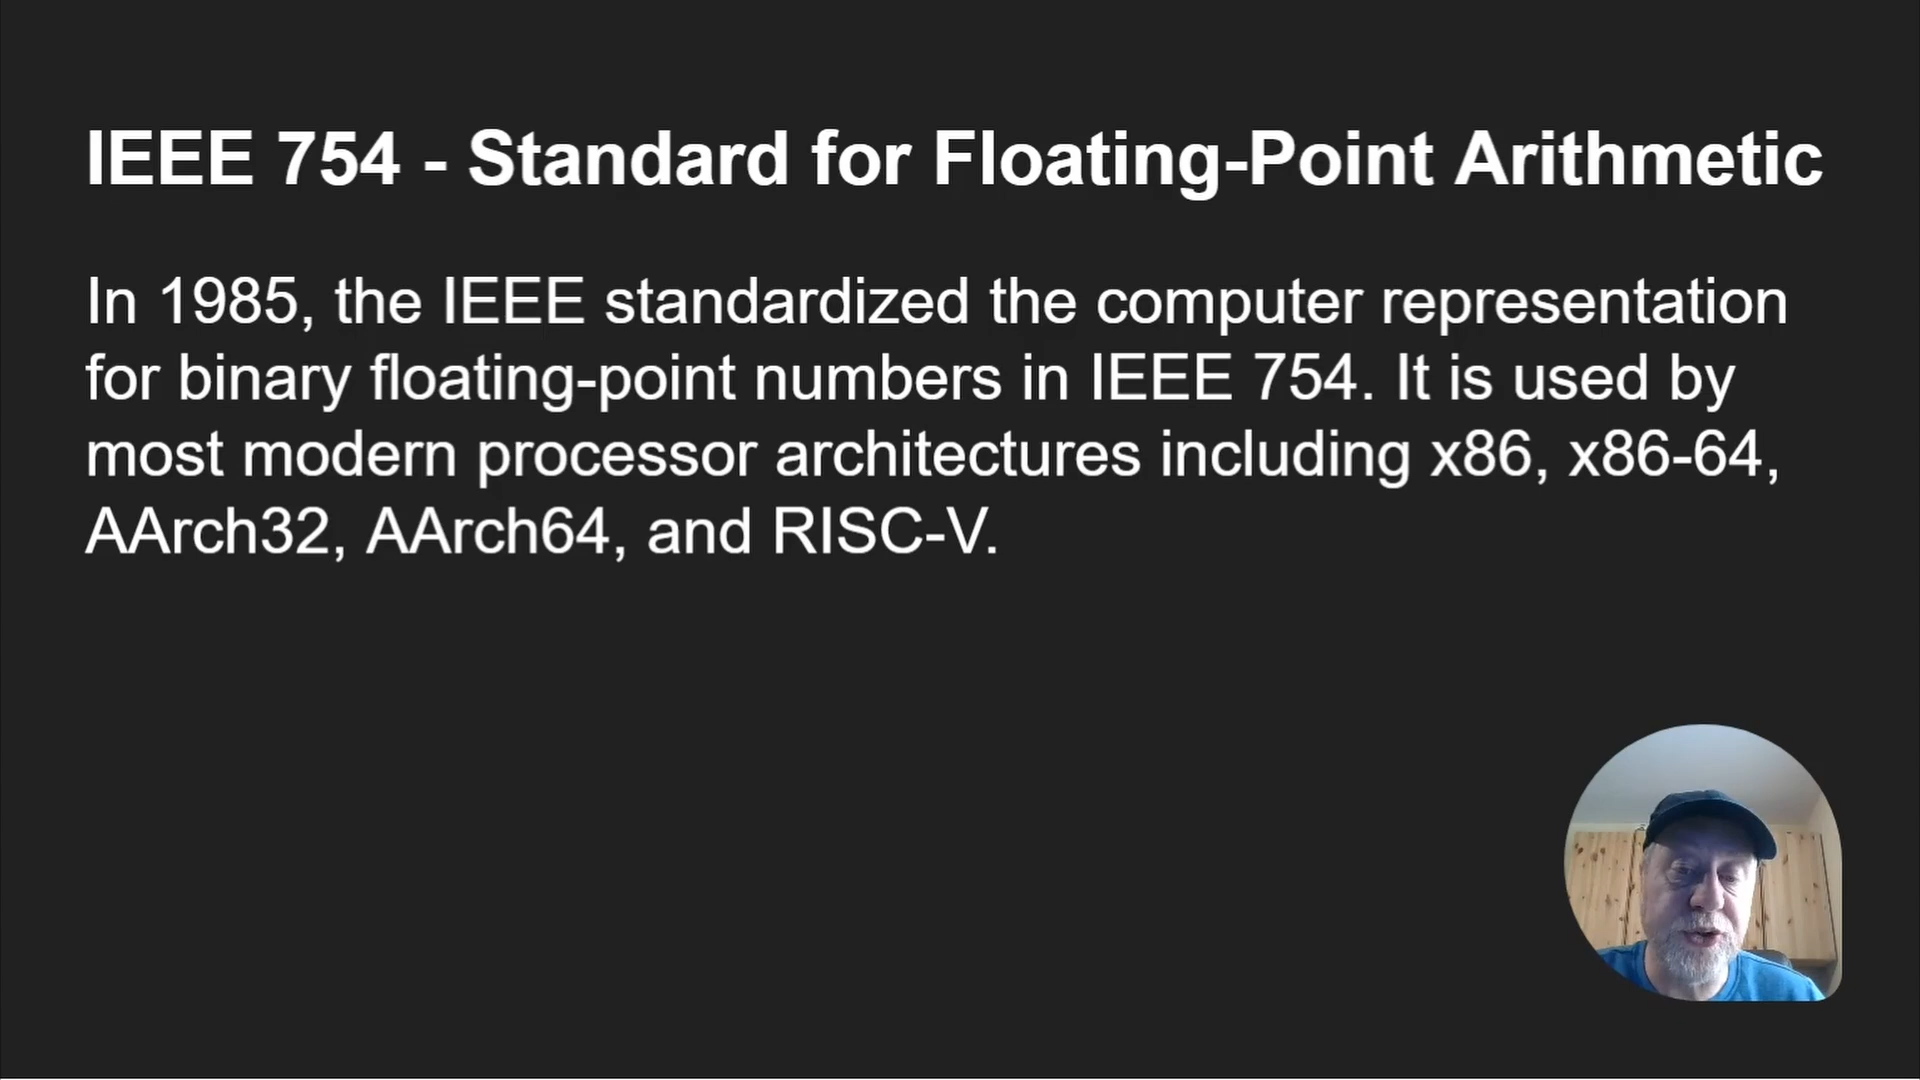 IEEE 754 - Standard for Floating-Point Arithmetic
In 1985, the IEEE standardized the computer representation
for binary floating-point numbers in IEEE 754. It is used by
most modern processor architectures including x86, x86-64,
AArch32, AArch64, and RISC-V.